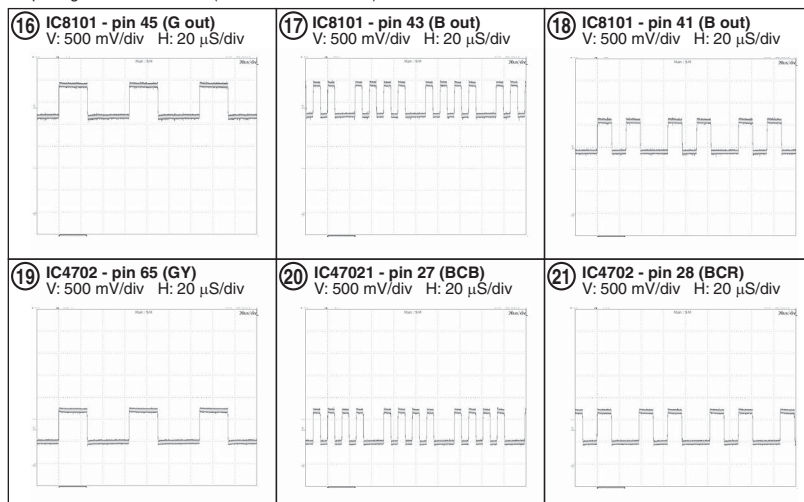 16 IC8101 - pin 45 (G out)
V: 500 mV/div H: 20 µS/div
17 IC8101 - pin 43 (B out)
V: 500 mV/div H: 20 µS/div
18 IC8101 - pin 41 (B out)
V: 500 mV/div H: 20 µS/div
19 IC4702 - pin 65 (GY)
V: 500 mV/div H: 20 µS/div
20 IC47021 - pin 27 (BCB)
V: 500 mV/div H: 20 µS/div
21 IC4702 - pin 28 (BCR)
V: 500 mV/div H: 20 µS/div